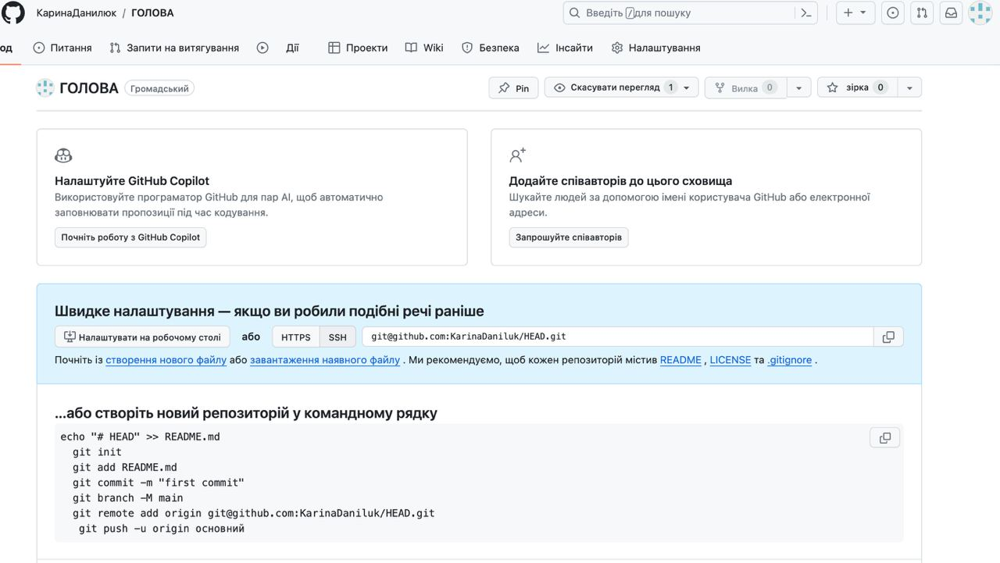 КаринаДанилюк / ГОЛОВА
Введіть / для пошуку
од Питання Запити на витягування Дії Проекти Wiki Безпека Інсайти Налаштування
ГОЛОВА Громадський
Pin Скасувати перегляд 1 Вилка 0 зірка 0
Налаштуйте GitHub Copilot
Використовуйте програматор GitHub для пар AI, щоб автоматично
заповнювати пропозиції під час кодування.
Почніть роботу з GitHub Copilot
Додайте співавторів до цього сховища
Шукайте людей за допомогою імені користувача GitHub або електронної
адреси.
Запрошуйте співавторів
Швидке налаштування — якщо ви робили подібні речі раніше
Налаштувати на робочому столі або HTTPS SSH git@github.com:KarinaDaniluk/HEAD.git
Почніть із створення нового файлу або завантаження наявного файлу . Ми рекомендуємо, щоб кожен репозиторій містив README , LICENSE та .gitignore .
...або створіть новий репозиторій у командному рядку
echo "# HEAD" >> README.md
git init
git add README.md
git commit -m "first commit"
git branch -M main
git remote add origin git@github.com:KarinaDaniluk/HEAD.git
git push -u origin основний